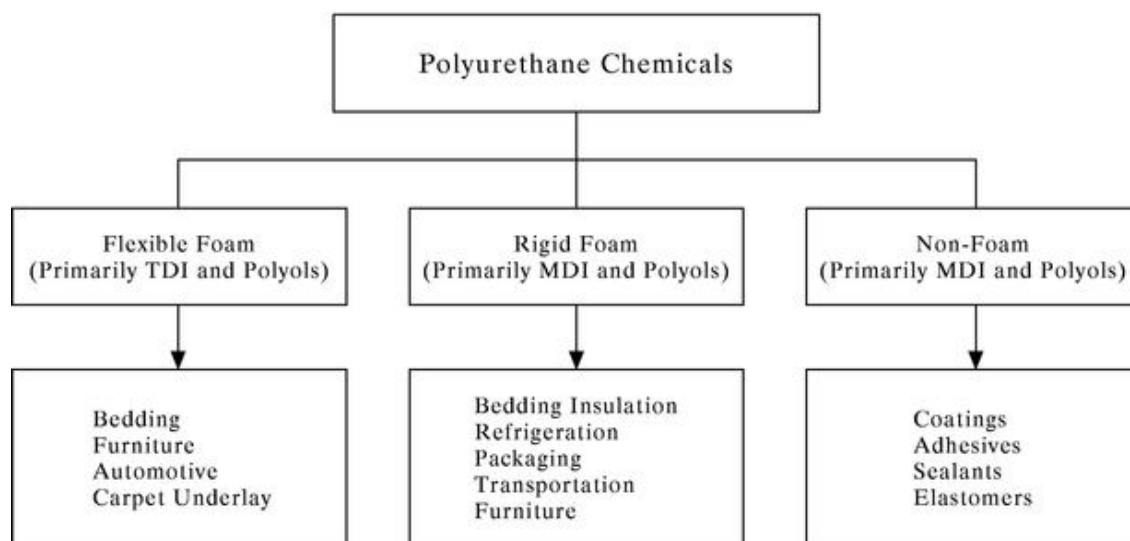 Polyurethane Chemicals
Flexible Foam
(Primarily TDI and Polyols)
Rigid Foam
(Primarily MDI and Polyols)
Non-Foam
(Primarily MDI and Polyols)
Bedding
Furniture
Automotive
Carpet Underlay
Bedding Insulation
Refrigeration
Packaging
Transportation
Furniture
Coatings
Adhesives
Sealants
Elastomers